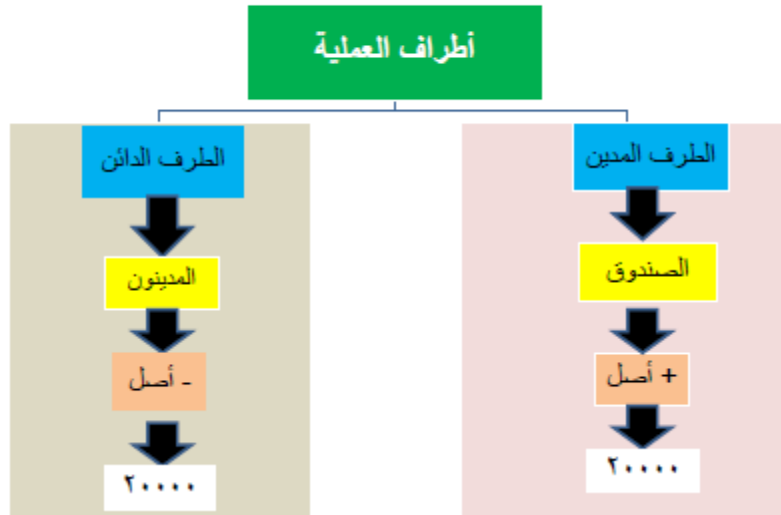 أطراف العملية
الطرف المدين
الصندوق
+ أصل
٢٠٠٠٠
الطرف الدائن
المدينون
- أصل
٢٠٠٠٠